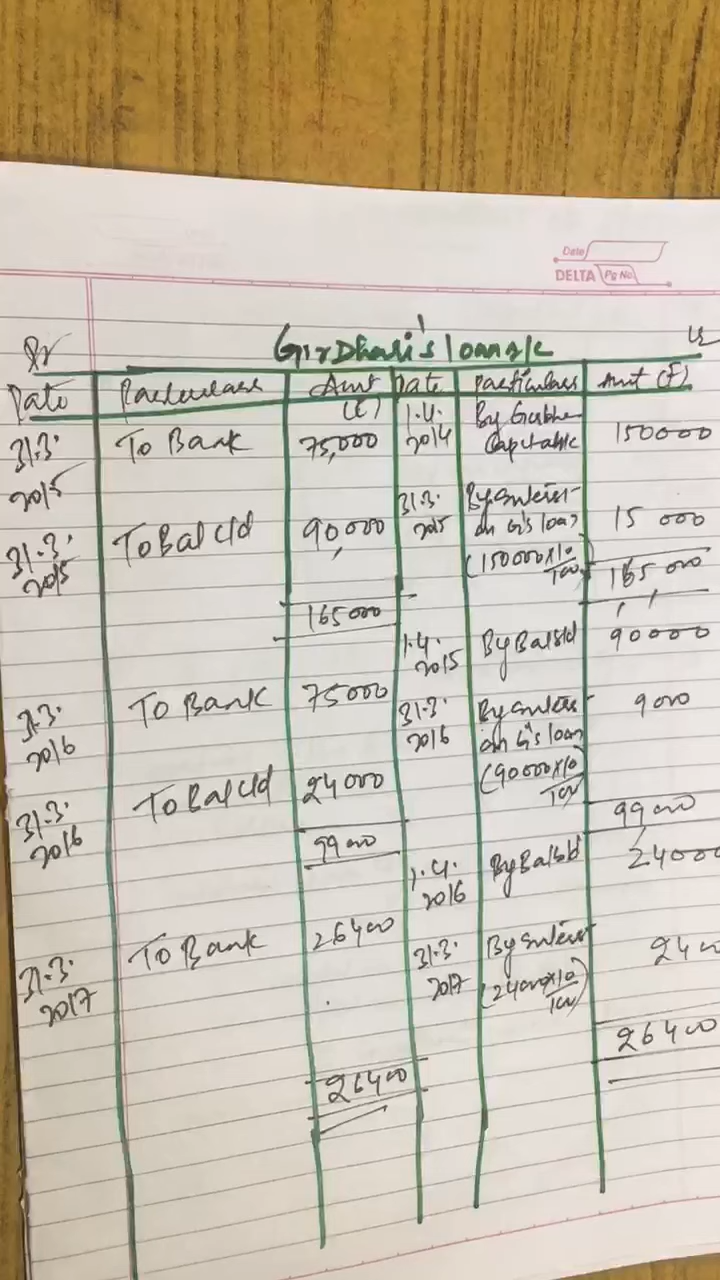 Date
DELTA Pg No.
GirDhari's loan a/c
Dr
Cr
Date Particulars Amt Date Particulars Amt (₹)
(₹)
31.3. To Bank 75,000 1.4. By G 150000
2015 2014 Capital a/c
31.3. To Bal c/d 90,000 31.3. By Interest 15 000
2015 2015 on G's loan
(150000x10 165 000
100
165000
1.4. By Bal b/d 90000
2015
31.3. To Bank 75000 31.3. By Interes 9000
2016 2016 on G's loan
31.3. To Bal c/d 24000 (90000x10
2016 100 99 00
9900
1.4. By Bal b/d 24000
2016
31.3. To Bank 26400 31.3. By Interest 2400
2017 2017 (24000x10)
100
26400
26400